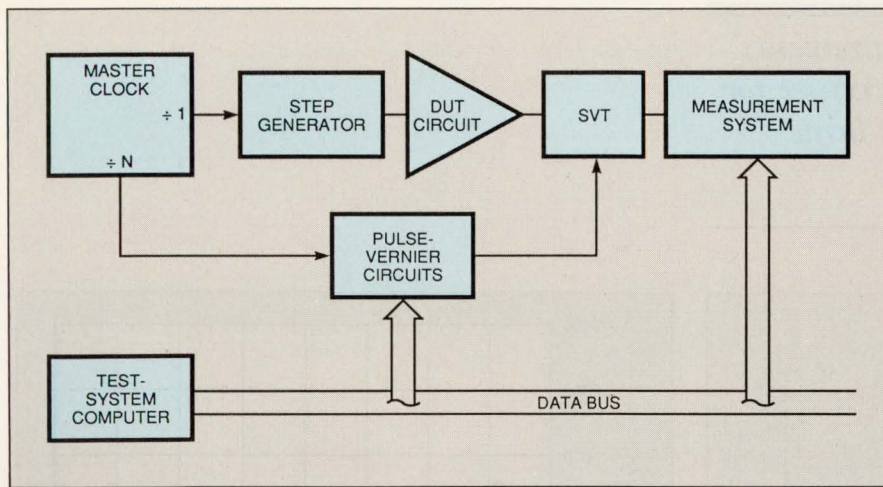 MASTER
CLOCK
÷ 1
÷ N
STEP
GENERATOR
DUT
CIRCUIT
SVT
MEASUREMENT
SYSTEM
PULSE-
VERNIER
CIRCUITS
TEST-
SYSTEM
COMPUTER
DATA BUS